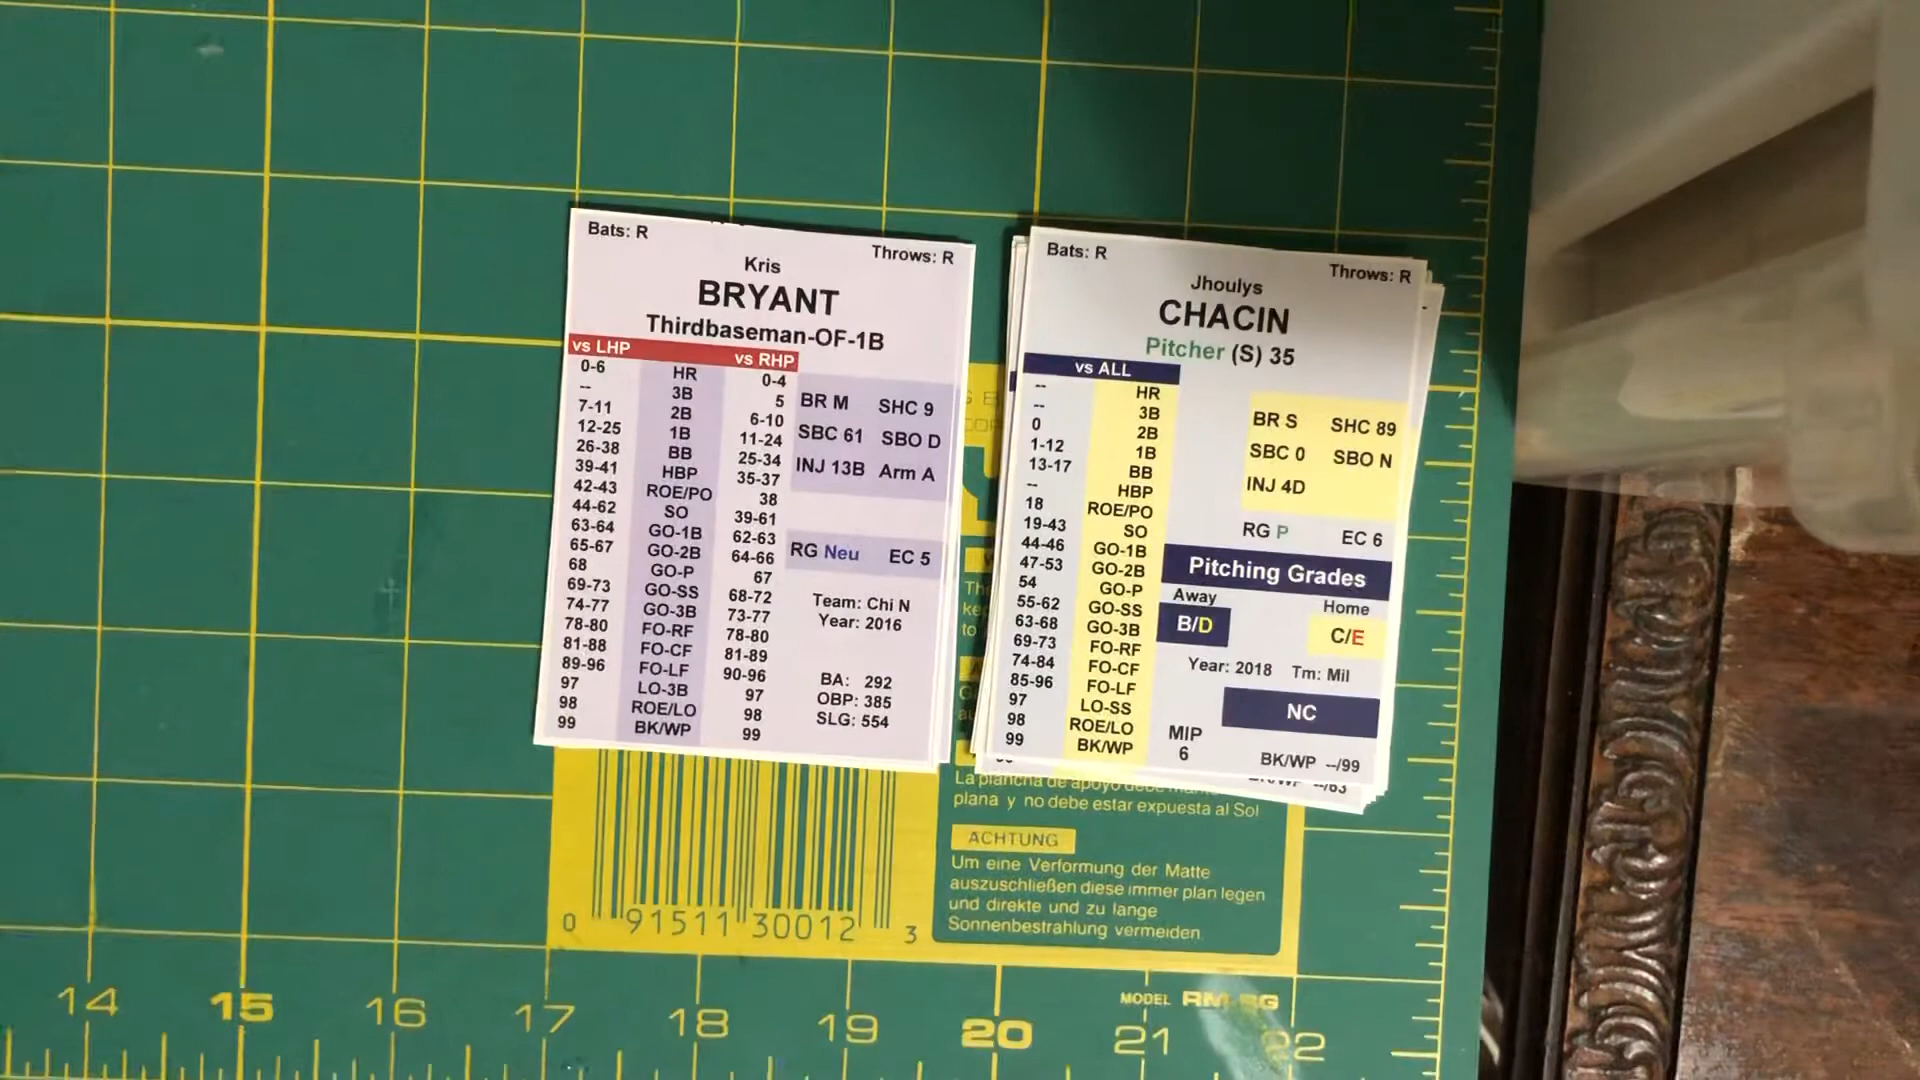 Bats: R
Throws: R
Kris
BRYANT
Thirdbaseman-OF-1B
vs LHP vs RHP
0-6 HR 0-4
-- 3B 5
7-11 2B 6-10
12-25 1B 11-24
26-38 BB 25-34
39-41 HBP 35-37
42-43 ROE/PO 38
44-62 SO 39-61
63-64 GO-1B 62-63
65-67 GO-2B 64-66
68 GO-P 67
69-73 GO-SS 68-72
74-77 GO-3B 73-77
78-80 FO-RF 78-80
81-88 FO-CF 81-89
89-96 FO-LF 90-96
97 LO-3B 97
98 ROE/LO 98
99 BK/WP 99
BR M SHC 9
SBC 61 SBO D
INJ 13B Arm A
RG Neu EC 5
Team: Chi N
Year: 2016
BA: 292
OBP: 385
SLG: 554
Bats: R
Throws: R
Jhoulys
CHACIN
Pitcher (S) 35
vs ALL
-- HR
-- 3B
0 2B
1-12 1B
13-17 BB
-- HBP
18 ROE/PO
19-43 SO
44-46 GO-1B
47-53 GO-2B
54 GO-P
55-62 GO-SS
63-68 GO-3B
69-73 FO-RF
74-84 FO-CF
85-96 FO-LF
97 LO-SS
98 ROE/LO
99 BK/WP
BR S SHC 89
SBC 0 SBO N
INJ 4D
RG P EC 6
Pitching Grades
Away Home
B/D C/E
Year: 2018 Tm: Mil
NC
MIP
6
BK/WP --/99
BK/WP --/63
La plancha de apoyo debe
plana y no debe estar expuesta al Sol
ACHTUNG
Um eine Verformung der Matte
auszuschließen diese immer plan legen
und direkte und zu lange
Sonnenbestrahlung vermeiden
0 91511 30012 3
MODEL
14 15 16 17 18 19 20 21 22